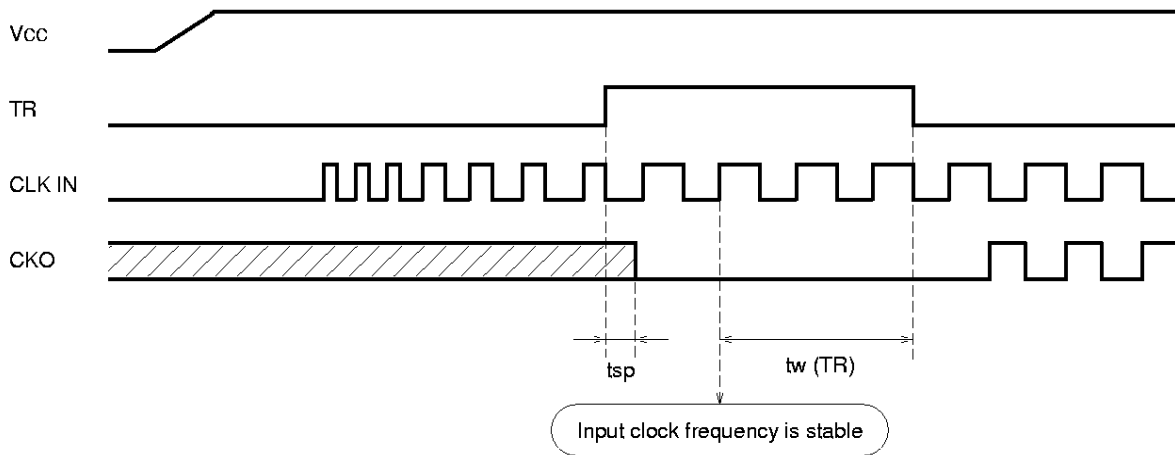 Vcc
TR
CLK IN
CKO
tsp
tw (TR)
Input clock frequency is stable